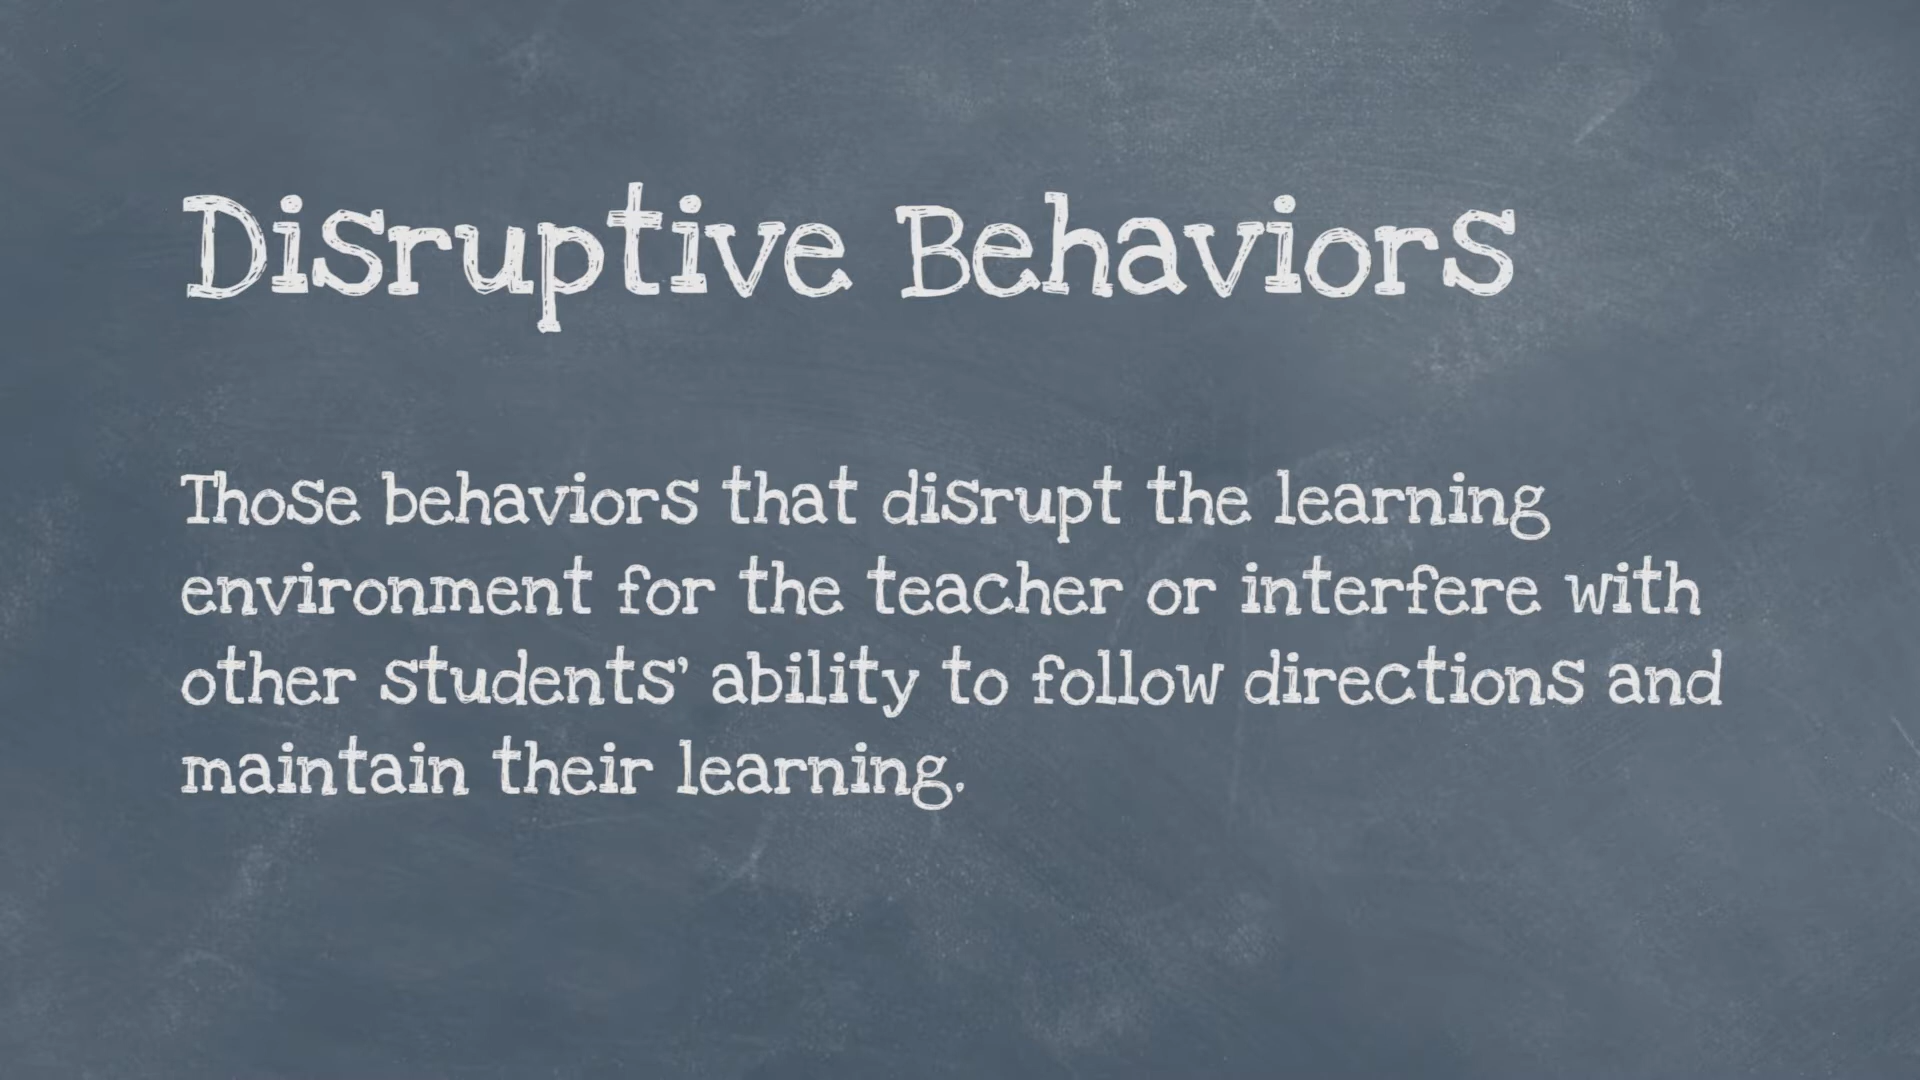 Disruptive Behaviors
Those behaviors that disrupt the learning
environment for the teacher or interfere with
other students’ ability to follow directions and
maintain their learning.